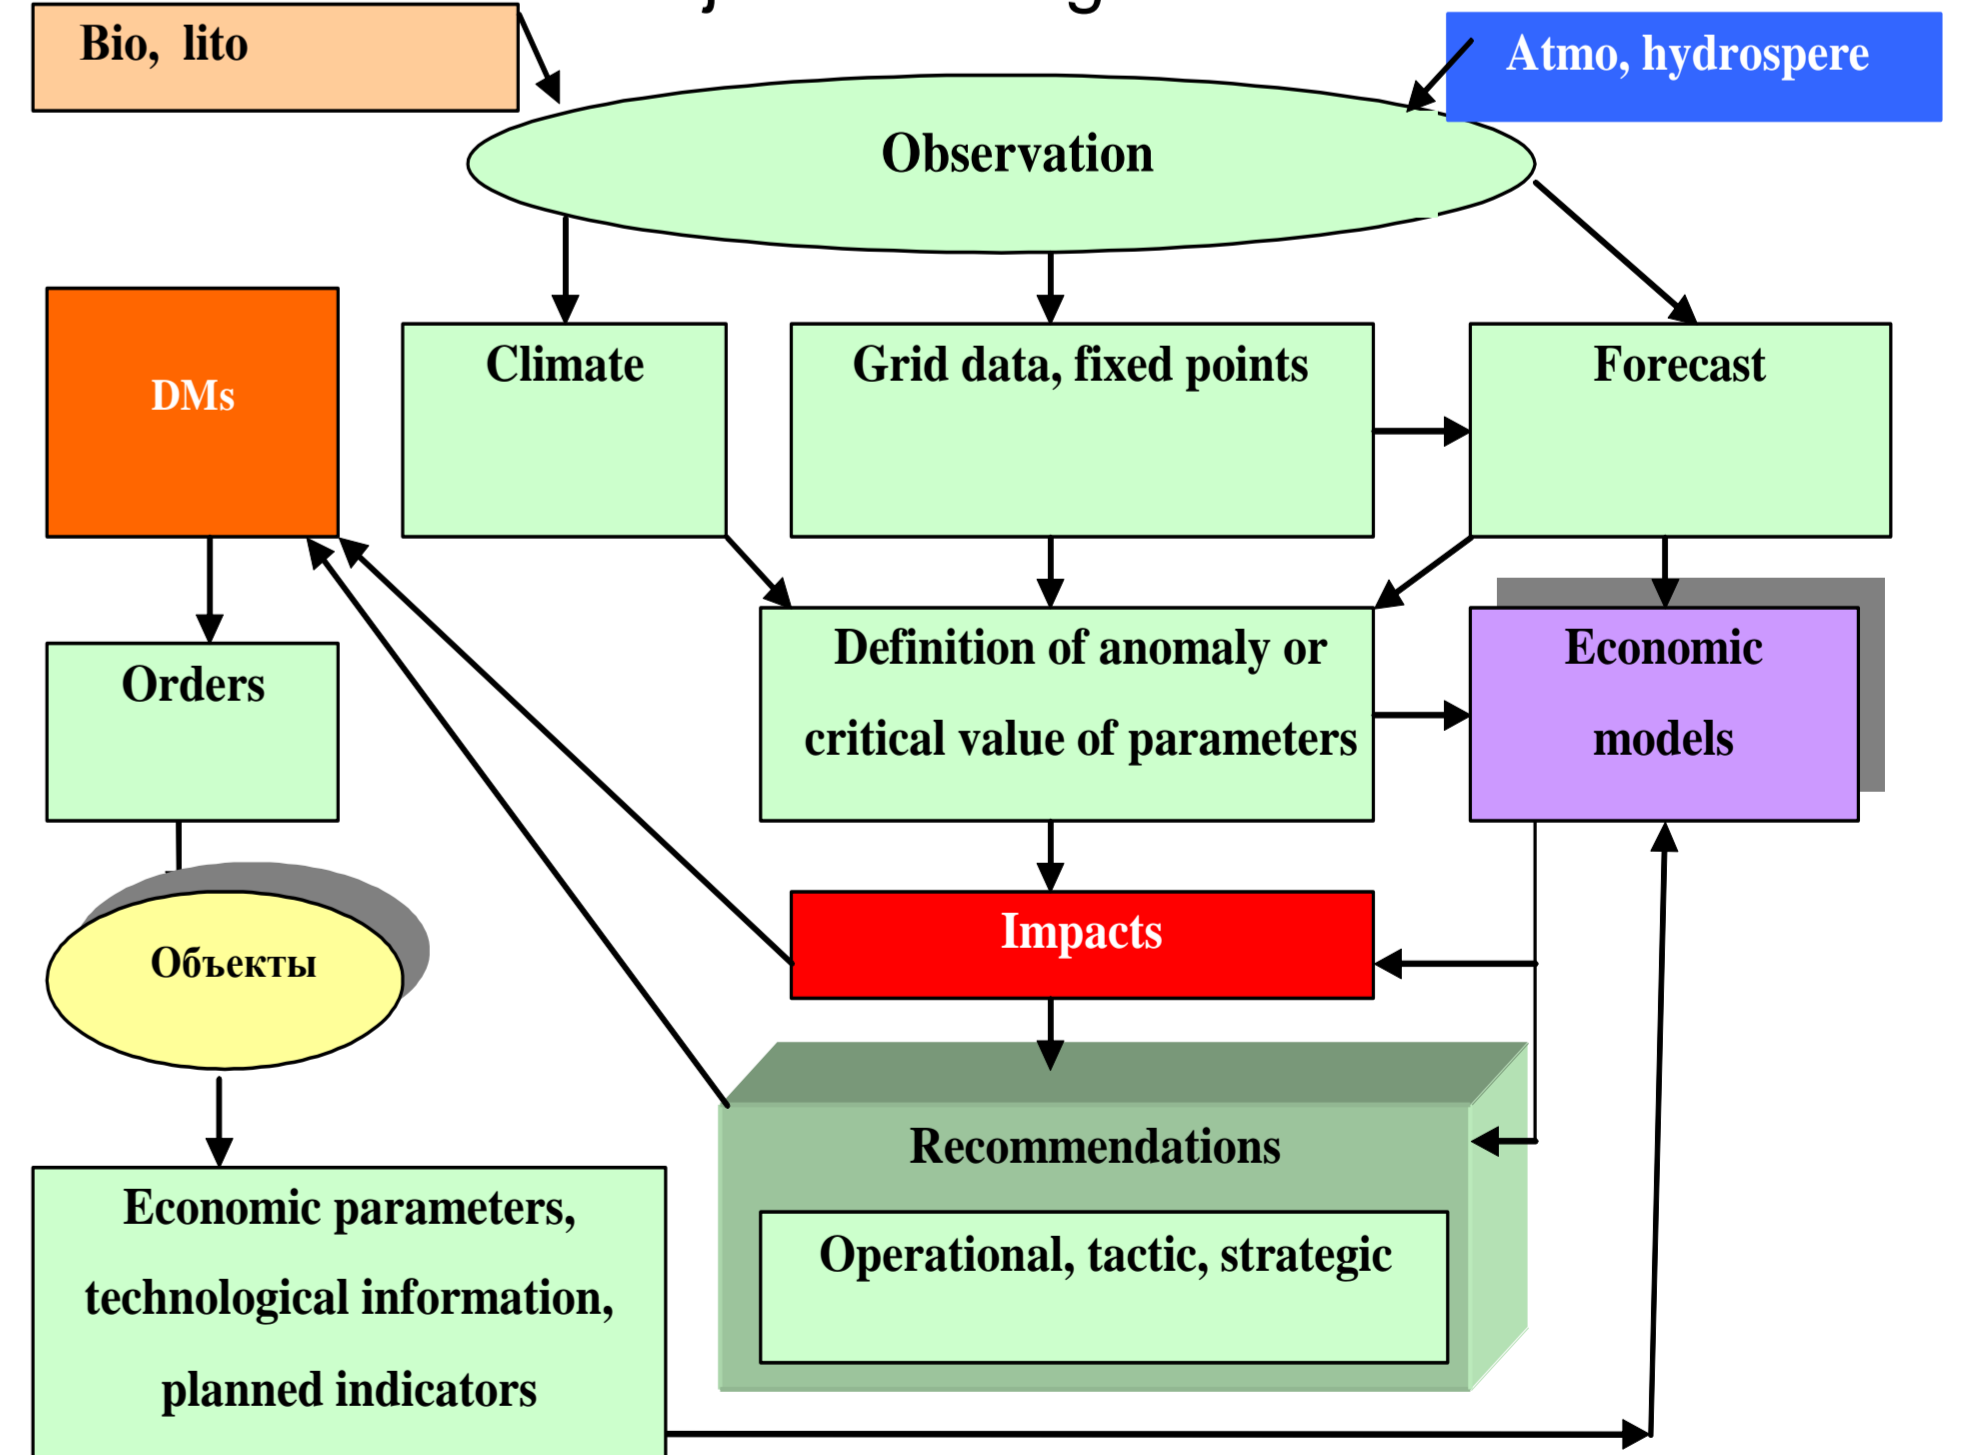 Bio, lito
Atmo, hydrospere
Observation
DMs
Climate
Grid data, fixed points
Forecast
Orders
Definition of anomaly or
critical value of parameters
Economic
models
Объекты
Impacts
Recommendations
Operational, tactic, strategic
Economic parameters,
technological information,
planned indicators